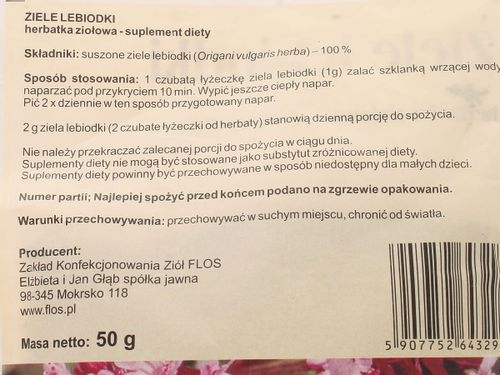 ZIELE LEBIODKI
herbatka ziołowa - suplement diety
Składniki: suszone ziele lebiodki (Origani vulgaris herba) – 100 %
Sposób stosowania: 1 czubatą łyżeczkę ziela lebiodki (1g) zalać szklanką wrzącej wody
naparzać pod przykryciem 10 min. Wypić jeszcze ciepły napar.
Pić 2 x dziennie w ten sposób przygotowany napar.
2 g ziela lebiodki (2 czubate łyżeczki od herbaty) stanowią dzienną porcję do spożycia.
Nie należy przekraczać zalecanej porcji do spożycia w ciągu dnia.
Suplementy diety nie mogą być stosowane jako substytut zróżnicowanej diety.
Suplementy diety powinny być przechowywane w sposób niedostępny dla małych dzieci.
Numer partii; Najlepiej spożyć przed końcem podano na zgrzewie opakowania.
Warunki przechowywania: przechowywać w suchym miejscu, chronić od światła.
Producent:
Zakład Konfekcjonowania Ziół FLOS
Elżbieta i Jan Głąb spółka jawna
98-345 Mokrsko 118
www.flos.pl
Masa netto: 50 g
5 907752 64329